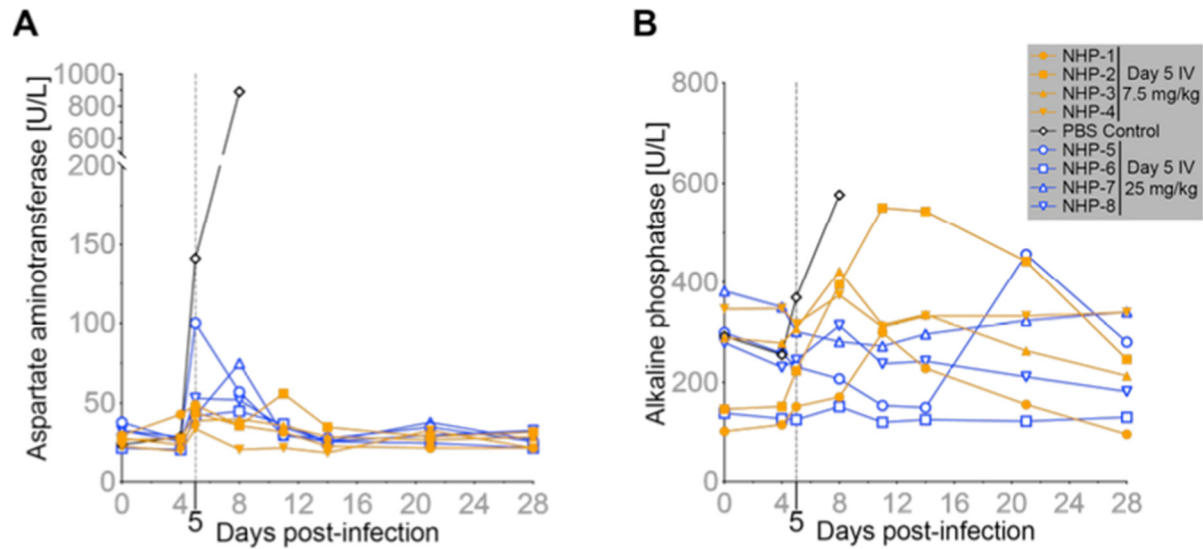 A
Aspartate aminotransferase [U/L]
1000
900
800
600
200
150
100
50
0
0 4 8 12 16 20 24 28
5
Days post-infection
B
Alkaline phosphatase [U/L]
800
600
400
200
0
0 4 8 12 16 20 24 28
5
Days post-infection
NHP-1
NHP-2
NHP-3
NHP-4
Day 5 IV
7.5 mg/kg
PBS Control
NHP-5
NHP-6
NHP-7
NHP-8
Day 5 IV
25 mg/kg